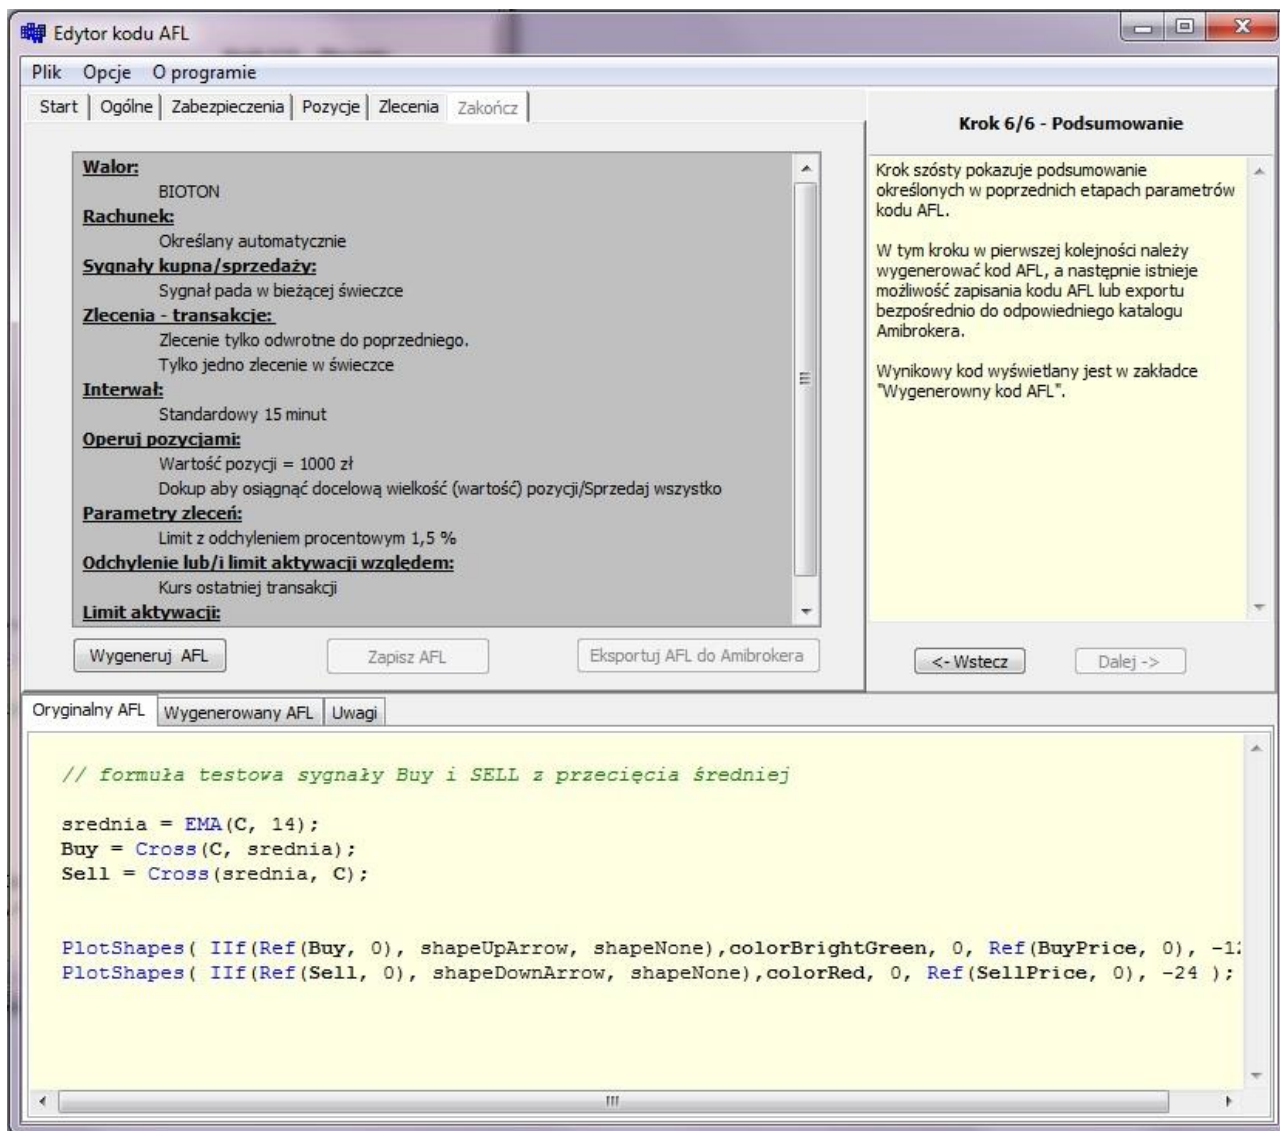 Edytor kodu AFL
Plik Opcje O programie
Start Ogólne Zabezpieczenia Pozycje Zlecenia Zakończ
Walor:
BIOTON
Rachunek:
Określany automatycznie
Sygnały kupna/sprzedaży:
Sygnał pada w bieżącej świeczce
Zlecenia - transakcje:
Zlecenie tylko odwrotne do poprzedniego.
Tylko jedno zlecenie w świeczce
Interwał:
Standardowy 15 minut
Operuj pozycjami:
Wartość pozycji = 1000 zł
Dokup aby osiągnąć docelową wielkość (wartość) pozycji/Sprzedaj wszystko
Parametry zleceń:
Limit z odchyleniem procentowym 1,5 %
Odchylenie lub/i limit aktywacji względem:
Kurs ostatniej transakcji
Limit aktywacji:
Wygeneruj AFL Zapisz AFL Eksportuj AFL do Amibrokera
Krok 6/6 - Podsumowanie
Krok szósty pokazuje podsumowanie
określonych w poprzednich etapach parametrów
kodu AFL.
W tym kroku w pierwszej kolejności należy
wygenerować kod AFL, a następnie istnieje
możliwość zapisania kodu AFL lub exportu
bezpośrednio do odpowiedniego katalogu
Amibrokera.
Wynikowy kod wyświetlany jest w zakładce
"Wygenerowny kod AFL".
<- Wstecz Dalej ->
Oryginalny AFL Wygenerowany AFL Uwagi
// formuła testowa sygnały Buy i SELL z przecięcia średniej
srednia = EMA(C, 14);
Buy = Cross(C, srednia);
Sell = Cross(srednia, C);
PlotShapes( IIf(Ref(Buy, 0), shapeUpArrow, shapeNone),colorBrightGreen, 0, Ref(BuyPrice, 0),
PlotShapes( IIf(Ref(Sell, 0), shapeDownArrow, shapeNone),colorRed, 0, Ref(SellPrice, 0), -24 );